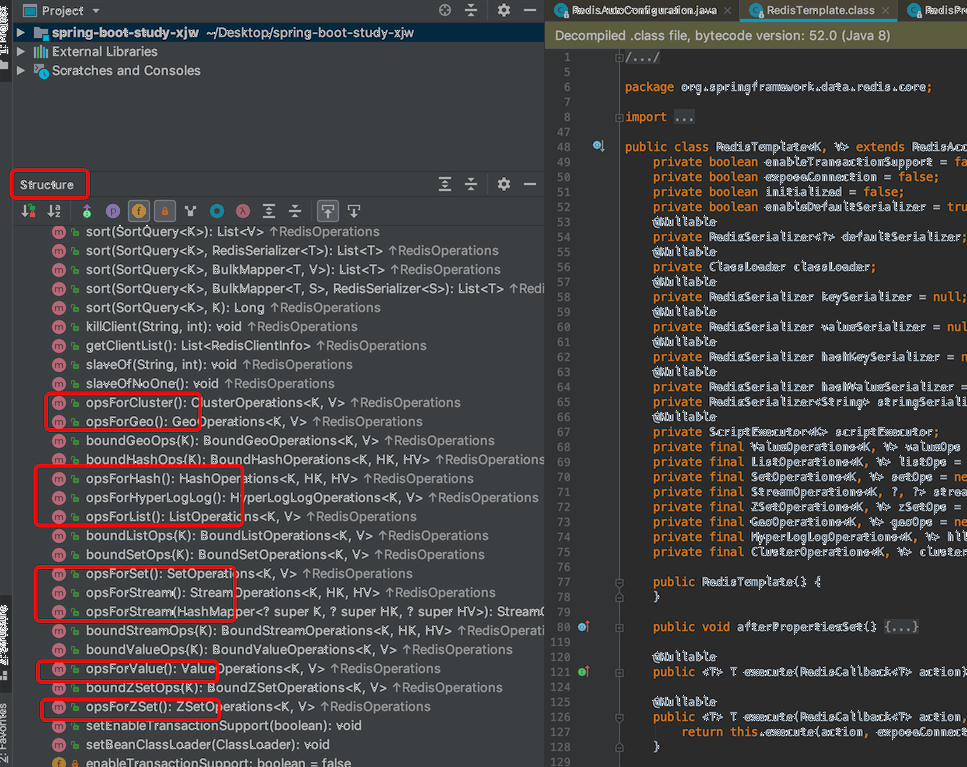 Project
spring-boot-study-xjw ~/Desktop/spring-boot-study-xjw
External Libraries
Scratches and Consoles
Structure
sort(SortQuery<K>): List<V> ↑RedisOperations
sort(SortQuery<K>, RedisSerializer<T>): List<T> ↑RedisOperations
sort(SortQuery<K>, BulkMapper<T, V>): List<T> ↑RedisOperations
sort(SortQuery<K>, BulkMapper<T, S>, RedisSerializer<S>): List<T> ↑Redi
sort(SortQuery<K>, K): Long ↑RedisOperations
killClient(String, int): void ↑RedisOperations
getClientList(): List<RedisClientInfo> ↑RedisOperations
slaveOf(String, int): void ↑RedisOperations
slaveOfNoOne(): void ↑RedisOperations
opsForCluster(): ClusterOperations<K, V> ↑RedisOperations
opsForGeo(): GeoOperations<K, V> ↑RedisOperations
boundGeoOps(K): BoundGeoOperations<K, V> ↑RedisOperations
boundHashOps(K): BoundHashOperations<K, HK, HV> ↑RedisOperations
opsForHash(): HashOperations<K, HK, HV> ↑RedisOperations
opsForHyperLogLog(): HyperLogLogOperations<K, V> ↑RedisOperations
opsForList(): ListOperations<K, V> ↑RedisOperations
boundListOps(K): BoundListOperations<K, V> ↑RedisOperations
boundSetOps(K): BoundSetOperations<K, V> ↑RedisOperations
opsForSet(): SetOperations<K, V> ↑RedisOperations
opsForStream(): StreamOperations<K, HK, HV> ↑RedisOperations
opsForStream(HashMapper<? super K, ? super HK, ? super HV>): StreamO
boundStreamOps(K): BoundStreamOperations<K, HK, HV> ↑RedisOperati
boundValueOps(K): BoundValueOperations<K, V> ↑RedisOperations
opsForValue(): ValueOperations<K, V> ↑RedisOperations
boundZSetOps(K): BoundZSetOperations<K, V> ↑RedisOperations
opsForZSet(): ZSetOperations<K, V> ↑RedisOperations
setEnableTransactionSupport(boolean): void
setBeanClassLoader(ClassLoader): void
enableTransactionSupport: boolean = false
2: Favorites
RedisAutoConfiguration.java
RedisTemplate.class
RedisPr
Decompiled .class file, bytecode version: 52.0 (Java 8)
1 /.../
5
6 package org.springframework.data.redis.core;
7
8 import ...
47
48 public class RedisTemplate<K, V> extends RedisAcc
49 private boolean enableTransactionSupport = fa
50 private boolean exposeConnection = false;
51 private boolean initialized = false;
52 private boolean enableDefaultSerializer = tru
53 @Nullable
54 private RedisSerializer<?> defaultSerializer;
55 @Nullable
56 private ClassLoader classLoader;
57 @Nullable
58 private RedisSerializer keySerializer = null;
59 @Nullable
60 private RedisSerializer valueSerializer = nul
61 @Nullable
62 private RedisSerializer hashKeySerializer = n
63 @Nullable
64 private RedisSerializer hashValueSerializer =
65 private RedisSerializer<String> stringSeriali
66 @Nullable
67 private ScriptExecutor<K> scriptExecutor;
68 private final ValueOperations<K, V> valueOps
69 private final ListOperations<K, V> listOps =
70 private final SetOperations<K, V> setOps = ne
71 private final StreamOperations<K, ?, ?> strea
72 private final ZSetOperations<K, V> zSetOps =
73 private final GeoOperations<K, V> geoOps = ne
74 private final HyperLogLogOperations<K, V> hll
75 private final ClusterOperations<K, V> cluster
76
77 public RedisTemplate() {
78 }
79
80 public void afterPropertiesSet() {...}
119
120 @Nullable
121 public <T> T execute(RedisCallback<T> action)
124
125 @Nullable
126 public <T> T execute(RedisCallback<T> action,
127 return this.execute(action, exposeConnect
128 }
129